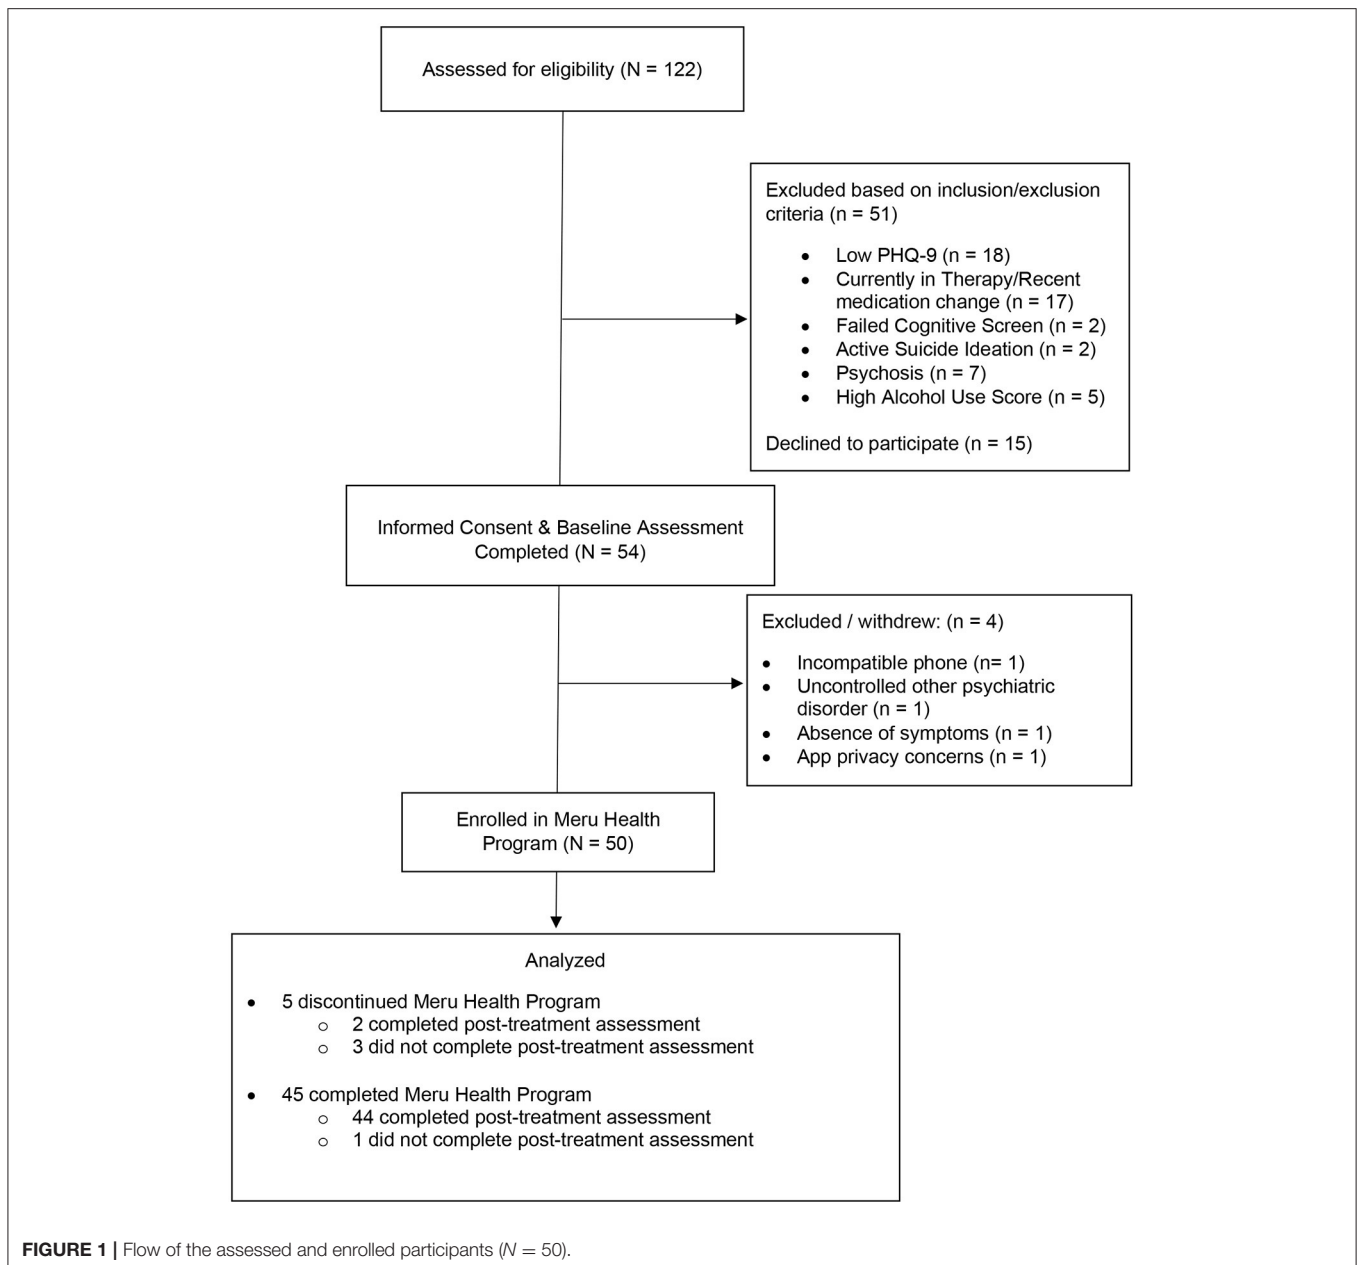 Assessed for eligibility (N = 122)
Excluded based on inclusion/exclusion
criteria (n = 51)
• Low PHQ-9 (n = 18)
• Currently in Therapy/Recent
medication change (n = 17)
• Failed Cognitive Screen (n = 2)
• Active Suicide Ideation (n = 2)
• Psychosis (n = 7)
• High Alcohol Use Score (n = 5)
Declined to participate (n = 15)
Informed Consent & Baseline Assessment
Completed (N = 54)
Excluded / withdrew: (n = 4)
• Incompatible phone (n= 1)
• Uncontrolled other psychiatric
disorder (n = 1)
• Absence of symptoms (n = 1)
• App privacy concerns (n = 1)
Enrolled in Meru Health
Program (N = 50)
Analyzed
• 5 discontinued Meru Health Program
o 2 completed post-treatment assessment
o 3 did not complete post-treatment assessment
• 45 completed Meru Health Program
o 44 completed post-treatment assessment
o 1 did not complete post-treatment assessment
FIGURE 1 | Flow of the assessed and enrolled participants (N = 50).